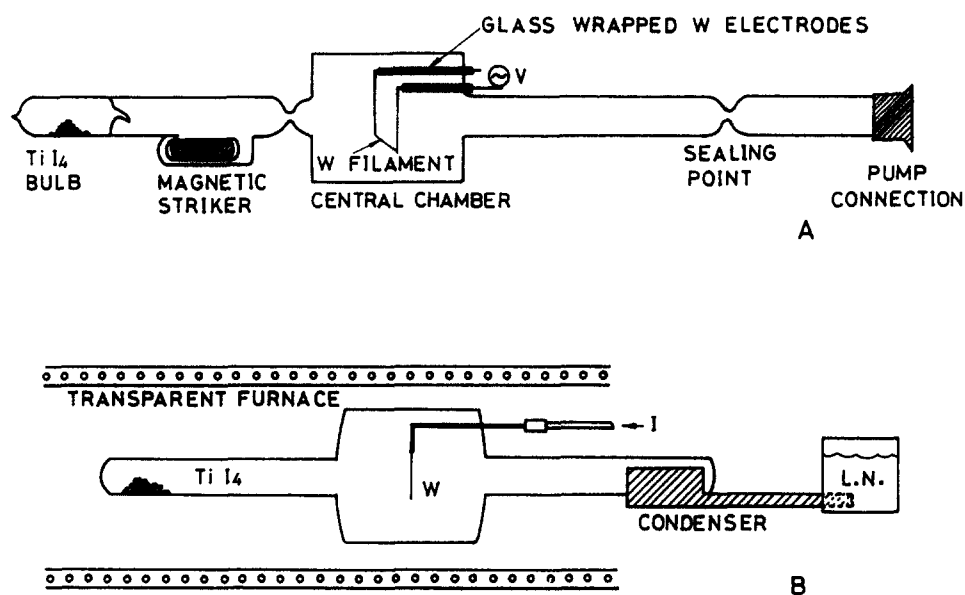 GLASS WRAPPED W ELECTRODES
V
Ti I4
BULB
MAGNETIC
STRIKER
W FILAMENT
CENTRAL CHAMBER
SEALING
POINT
PUMP
CONNECTION
A
TRANSPARENT FURNACE
I
Ti I4
W
L.N.
CONDENSER
B